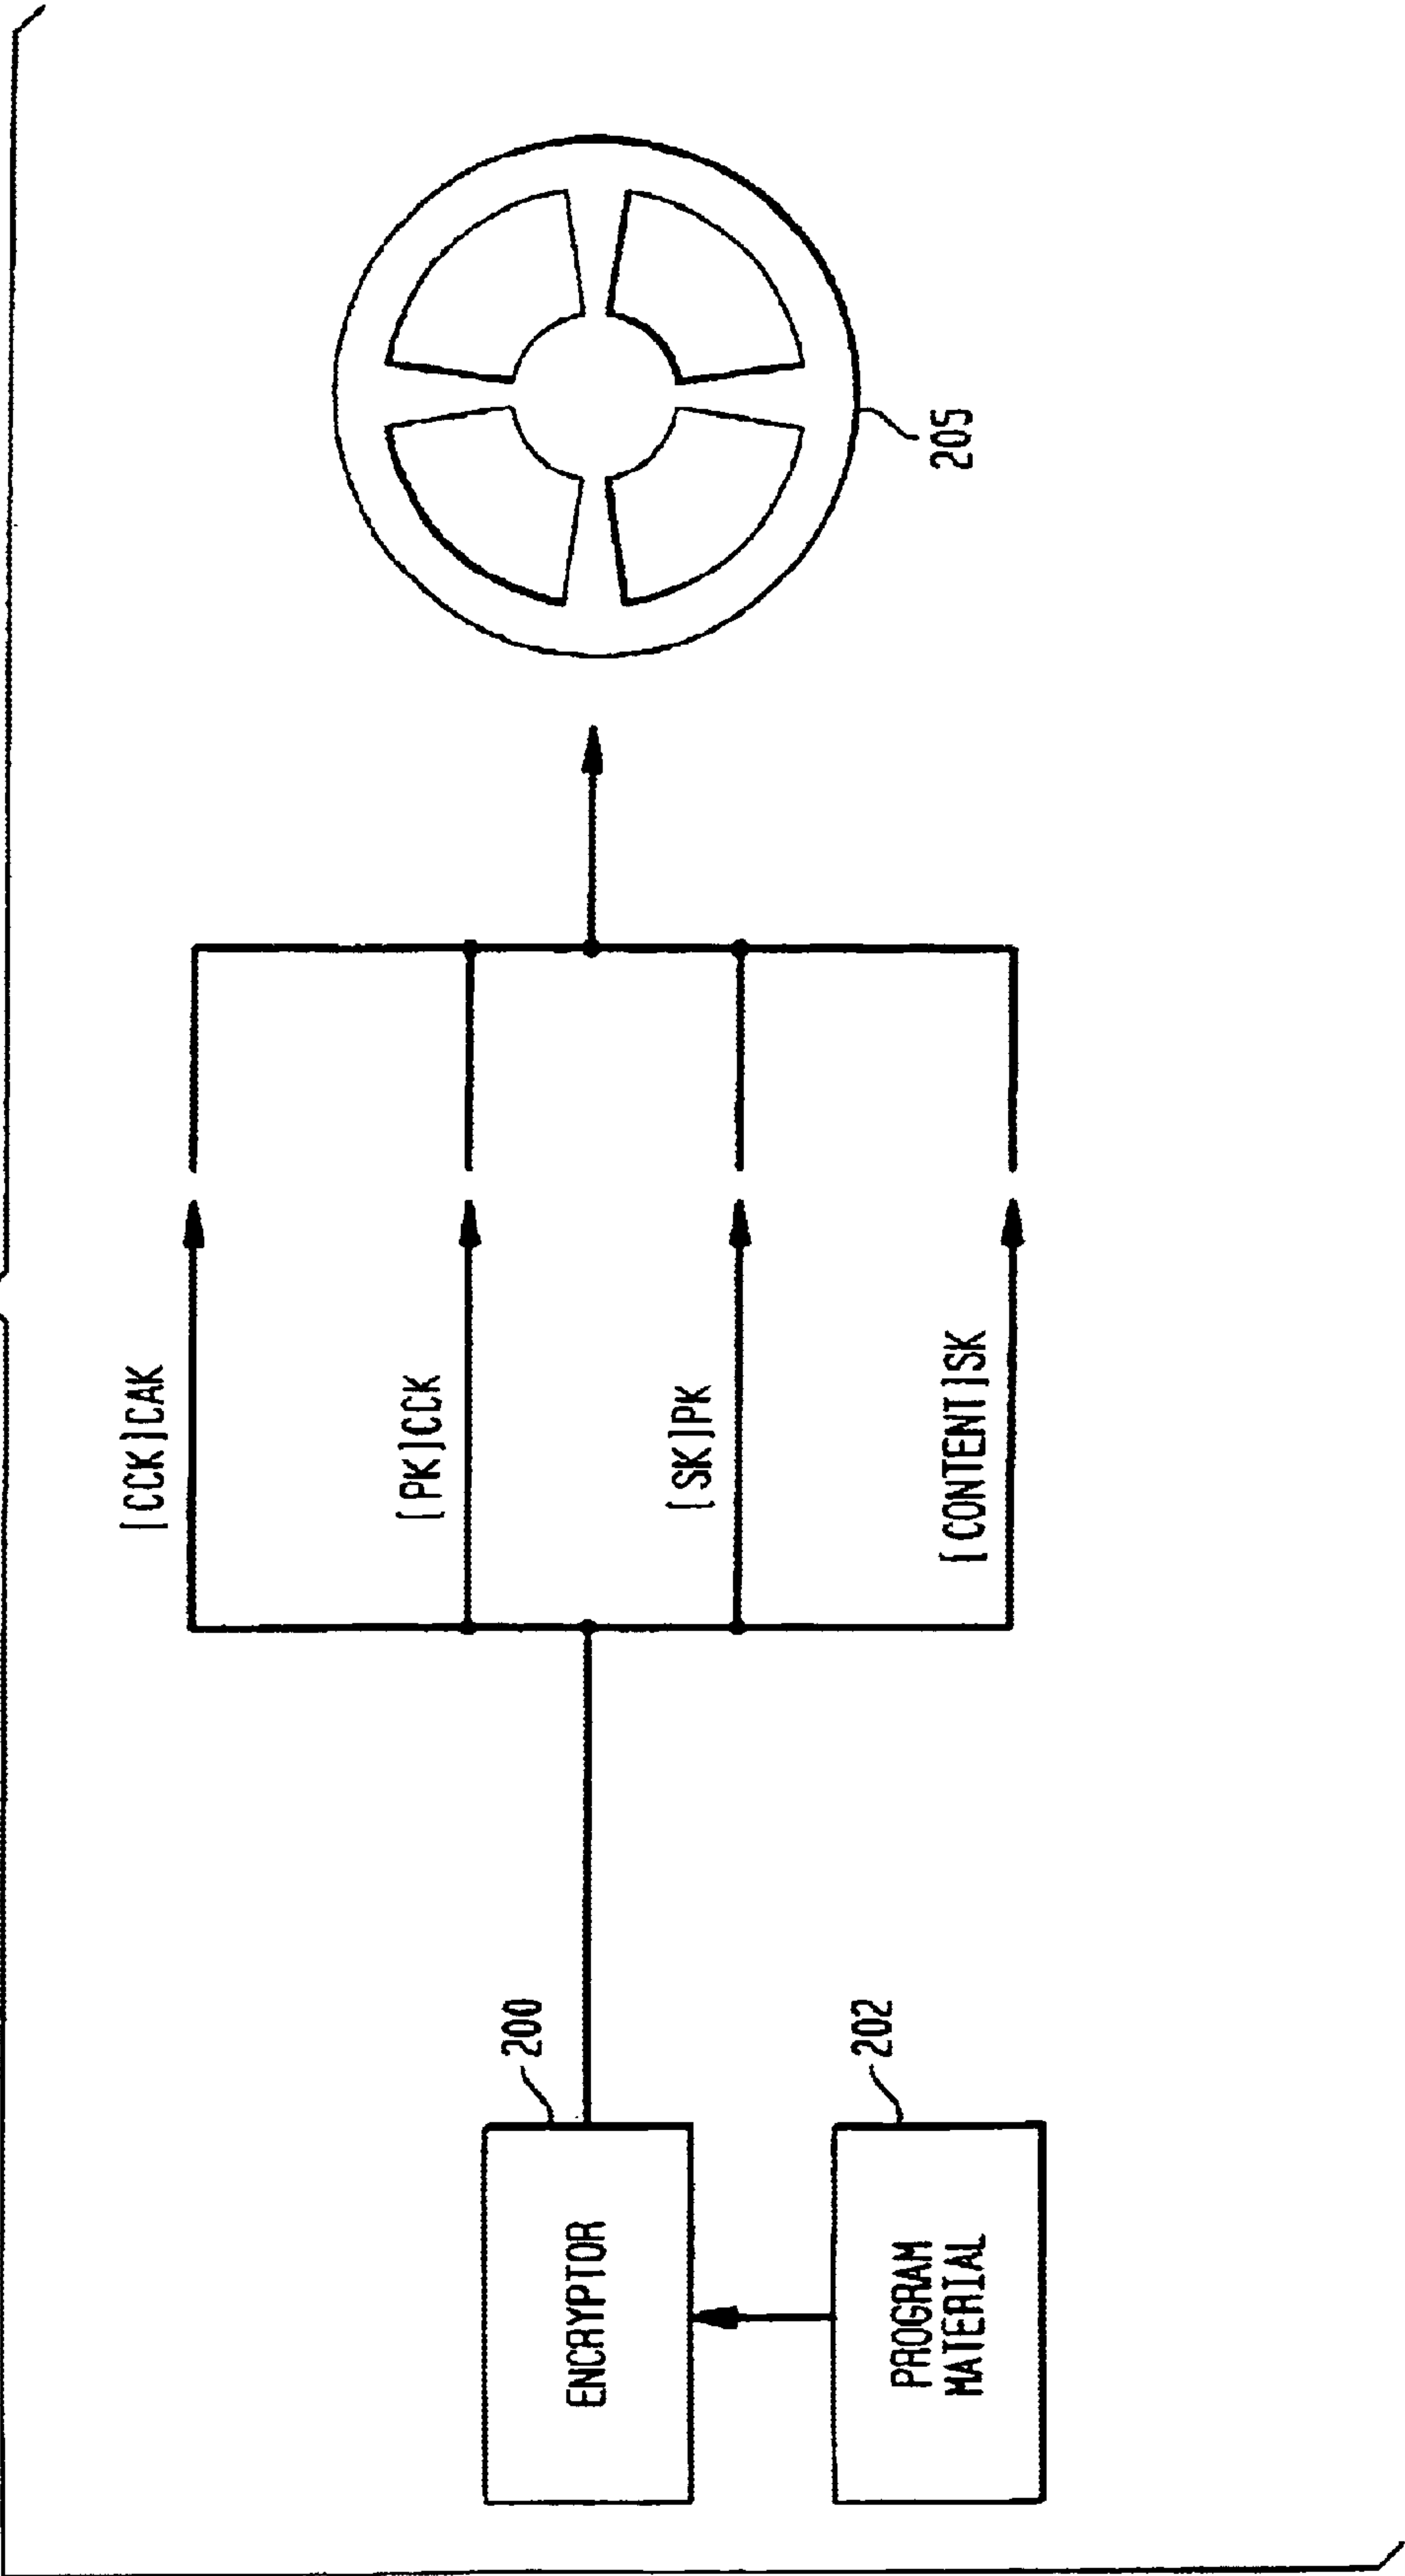 [CCK]CAK
[PK]CCK
[SK]PK
[CONTENT]SK
200
ENCRYPTOR
202
PROGRAM
MATERIAL
205